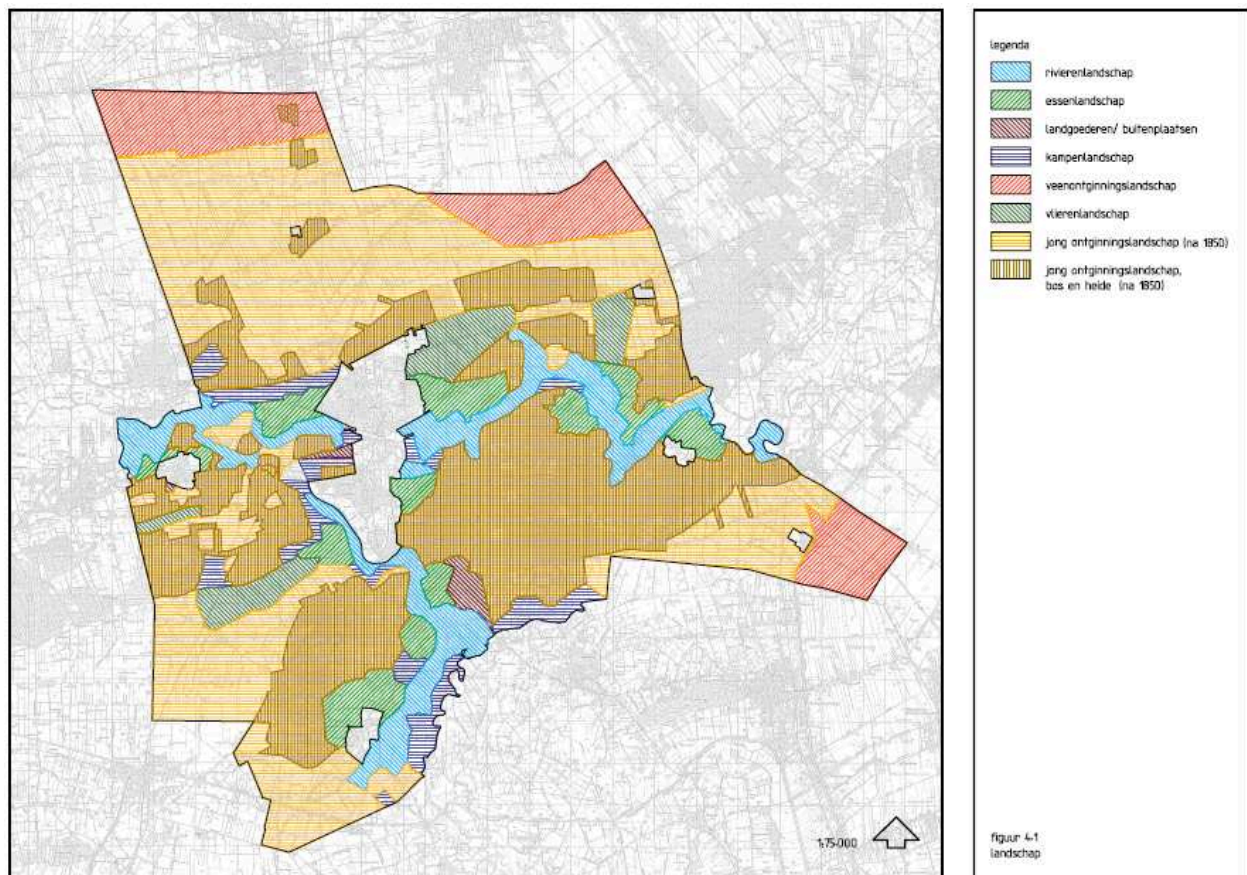 legenda
rivierenlandschap
essenlandschap
landgoederen/ buitenplaatsen
kampenlandschap
veenontginningslandschap
vlierenlandschap
jong ontginningslandschap (na 1850)
jong ontginningslandschap,
bos en heide (na 1850)
1:75-000
figuur 4-1
landschap